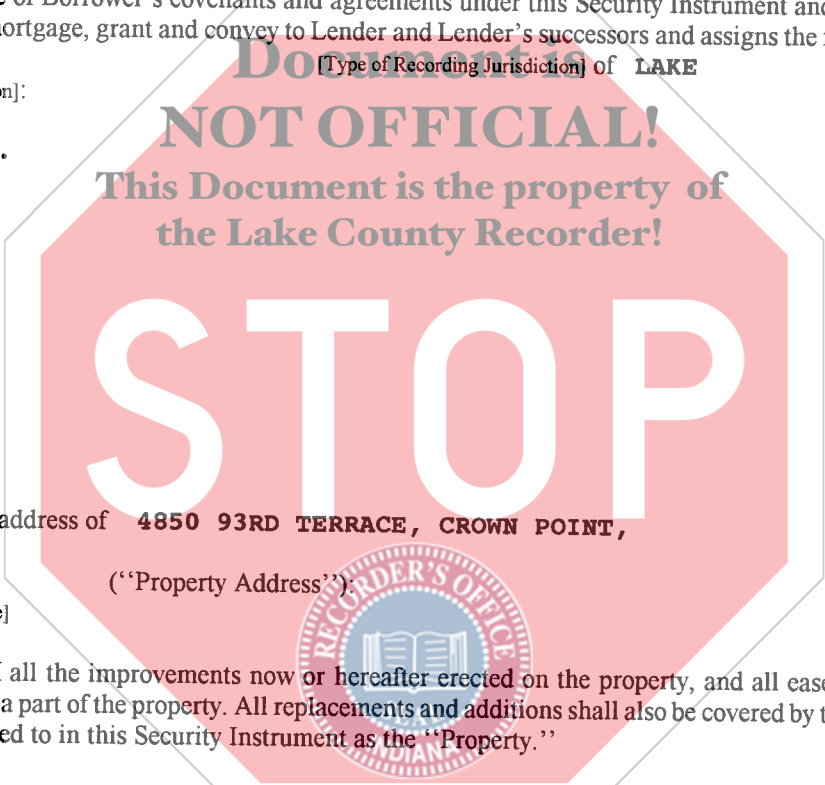 e of Borrower's covenants and agreements under this Security Instrument and
ortgage, grant and convey to Lender and Lender's successors and assigns the
Document is
[Type of Recording Jurisdiction] of LAKE
on]:
NOT OFFICIAL!
.
This Document is the property of
the Lake County Recorder!
STOP
address of 4850 93RD TERRACE, CROWN POINT,
(‘‘Property Address’’):
e]
RECORDER'S OFFICE
all the improvements now or hereafter erected on the property, and all ease
a part of the property. All replacements and additions shall also be covered by t
SEAL
ed to in this Security Instrument as the ‘‘Property.’’
INDIANA